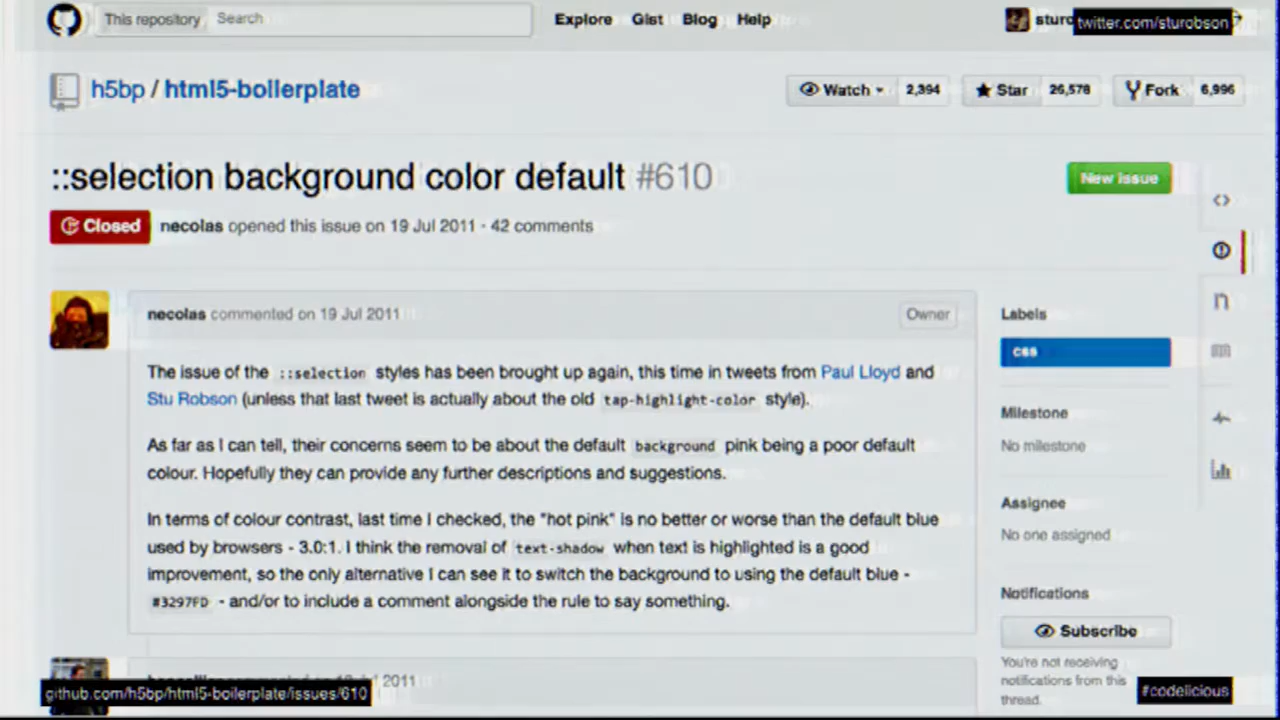 This repository Search Explore Gist Blog Help
twitter.com/sturobson
h5bp / html5-boilerplate Watch 2,394 Star 26,578 Fork 6,996
::selection background color default #610 New Issue
Closed necolas opened this issue on 19 Jul 2011 · 42 comments
necolas commented on 19 Jul 2011 Owner
The issue of the ::selection styles has been brought up again, this time in tweets from Paul Lloyd and
Stu Robson (unless that last tweet is actually about the old tap-highlight-color style).
As far as I can tell, their concerns seem to be about the default background pink being a poor default
colour. Hopefully they can provide any further descriptions and suggestions.
In terms of colour contrast, last time I checked, the "hot pink" is no better or worse than the default blue
used by browsers - 3.0:1. I think the removal of text-shadow when text is highlighted is a good
improvement, so the only alternative I can see it to switch the background to using the default blue -
#3297FD - and/or to include a comment alongside the rule to say something.
Labels
css
Milestone
No milestone
Assignee
No one assigned
Notifications
Subscribe
You're not receiving
notifications from this
thread.
2011
github.com/h5bp/html5-boilerplate/issues/610
#codelicious